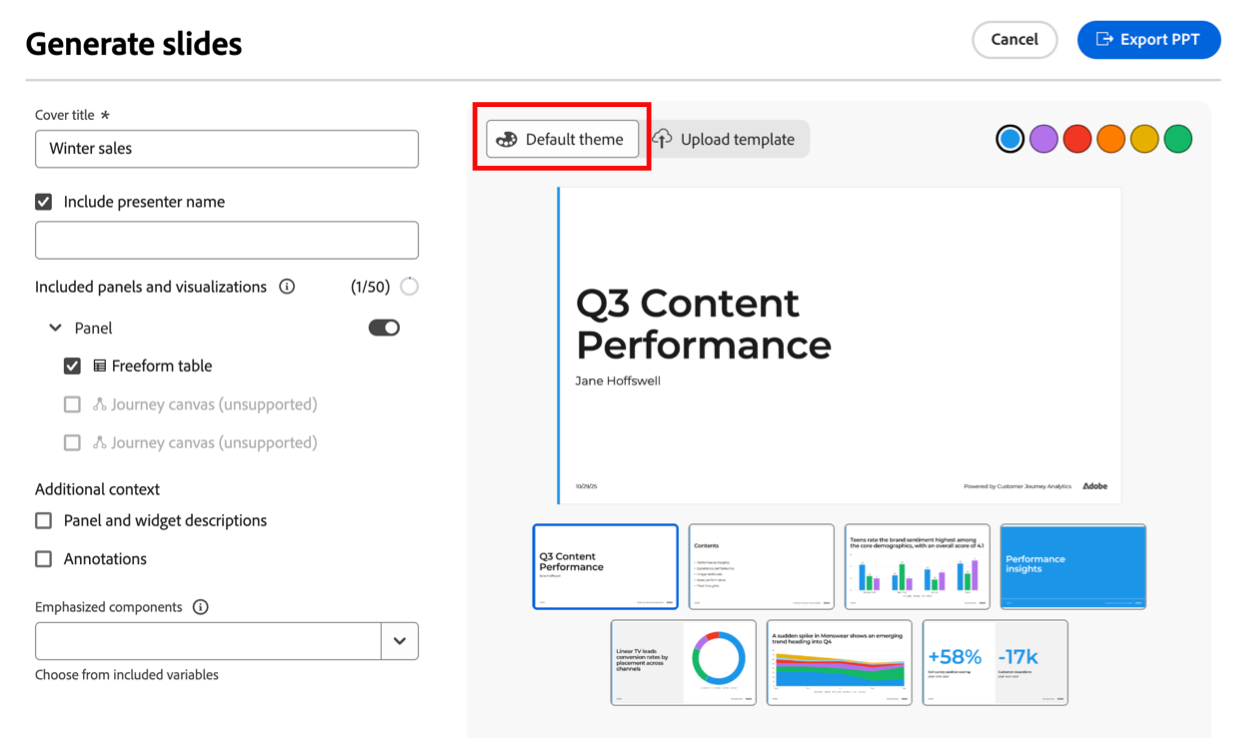 Generate slides
Cancel
Export PPT
Cover title *
Winter sales
Include presenter name
Included panels and visualizations (1/50)
Panel
Freeform table
Journey canvas (unsupported)
Journey canvas (unsupported)
Additional context
Panel and widget descriptions
Annotations
Emphasized components
Choose from included variables
Default theme
Upload template
Q3 Content
Performance
Jane Hoffswell
10/29/25
Powered by Customer Journey Analytics Adobe
Q3 Content
Performance
Jane Hoffswell
Contents
Teens rate the brand sentiment highest among
the core demographics, with an overall score of 4.1
Performance
insights
Linear TV leads
conversion rates by
placement across
channels
A sudden spike in Menswear shows an emerging
trend heading into Q4
+58%
-17k